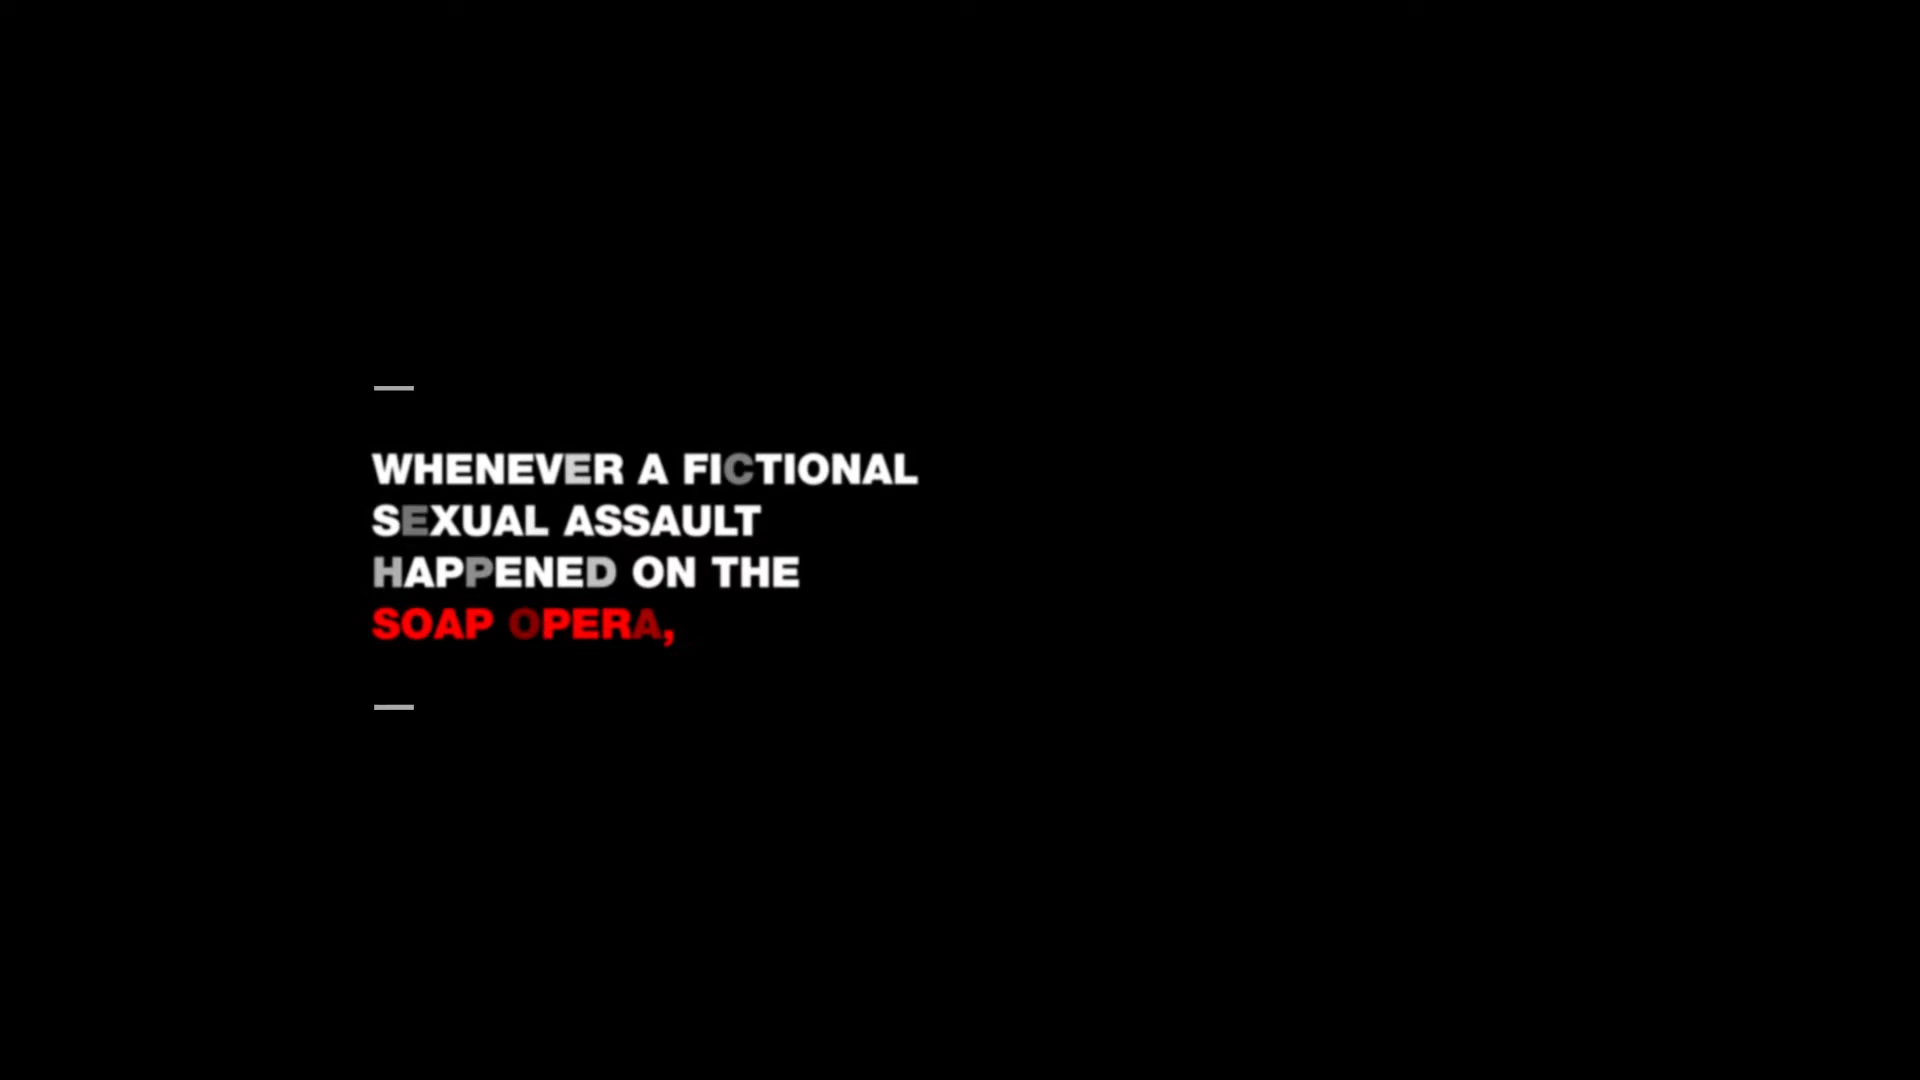 WHENEVER A FICTIONAL
SEXUAL ASSAULT
HAPPENED ON THE
SOAP OPERA,